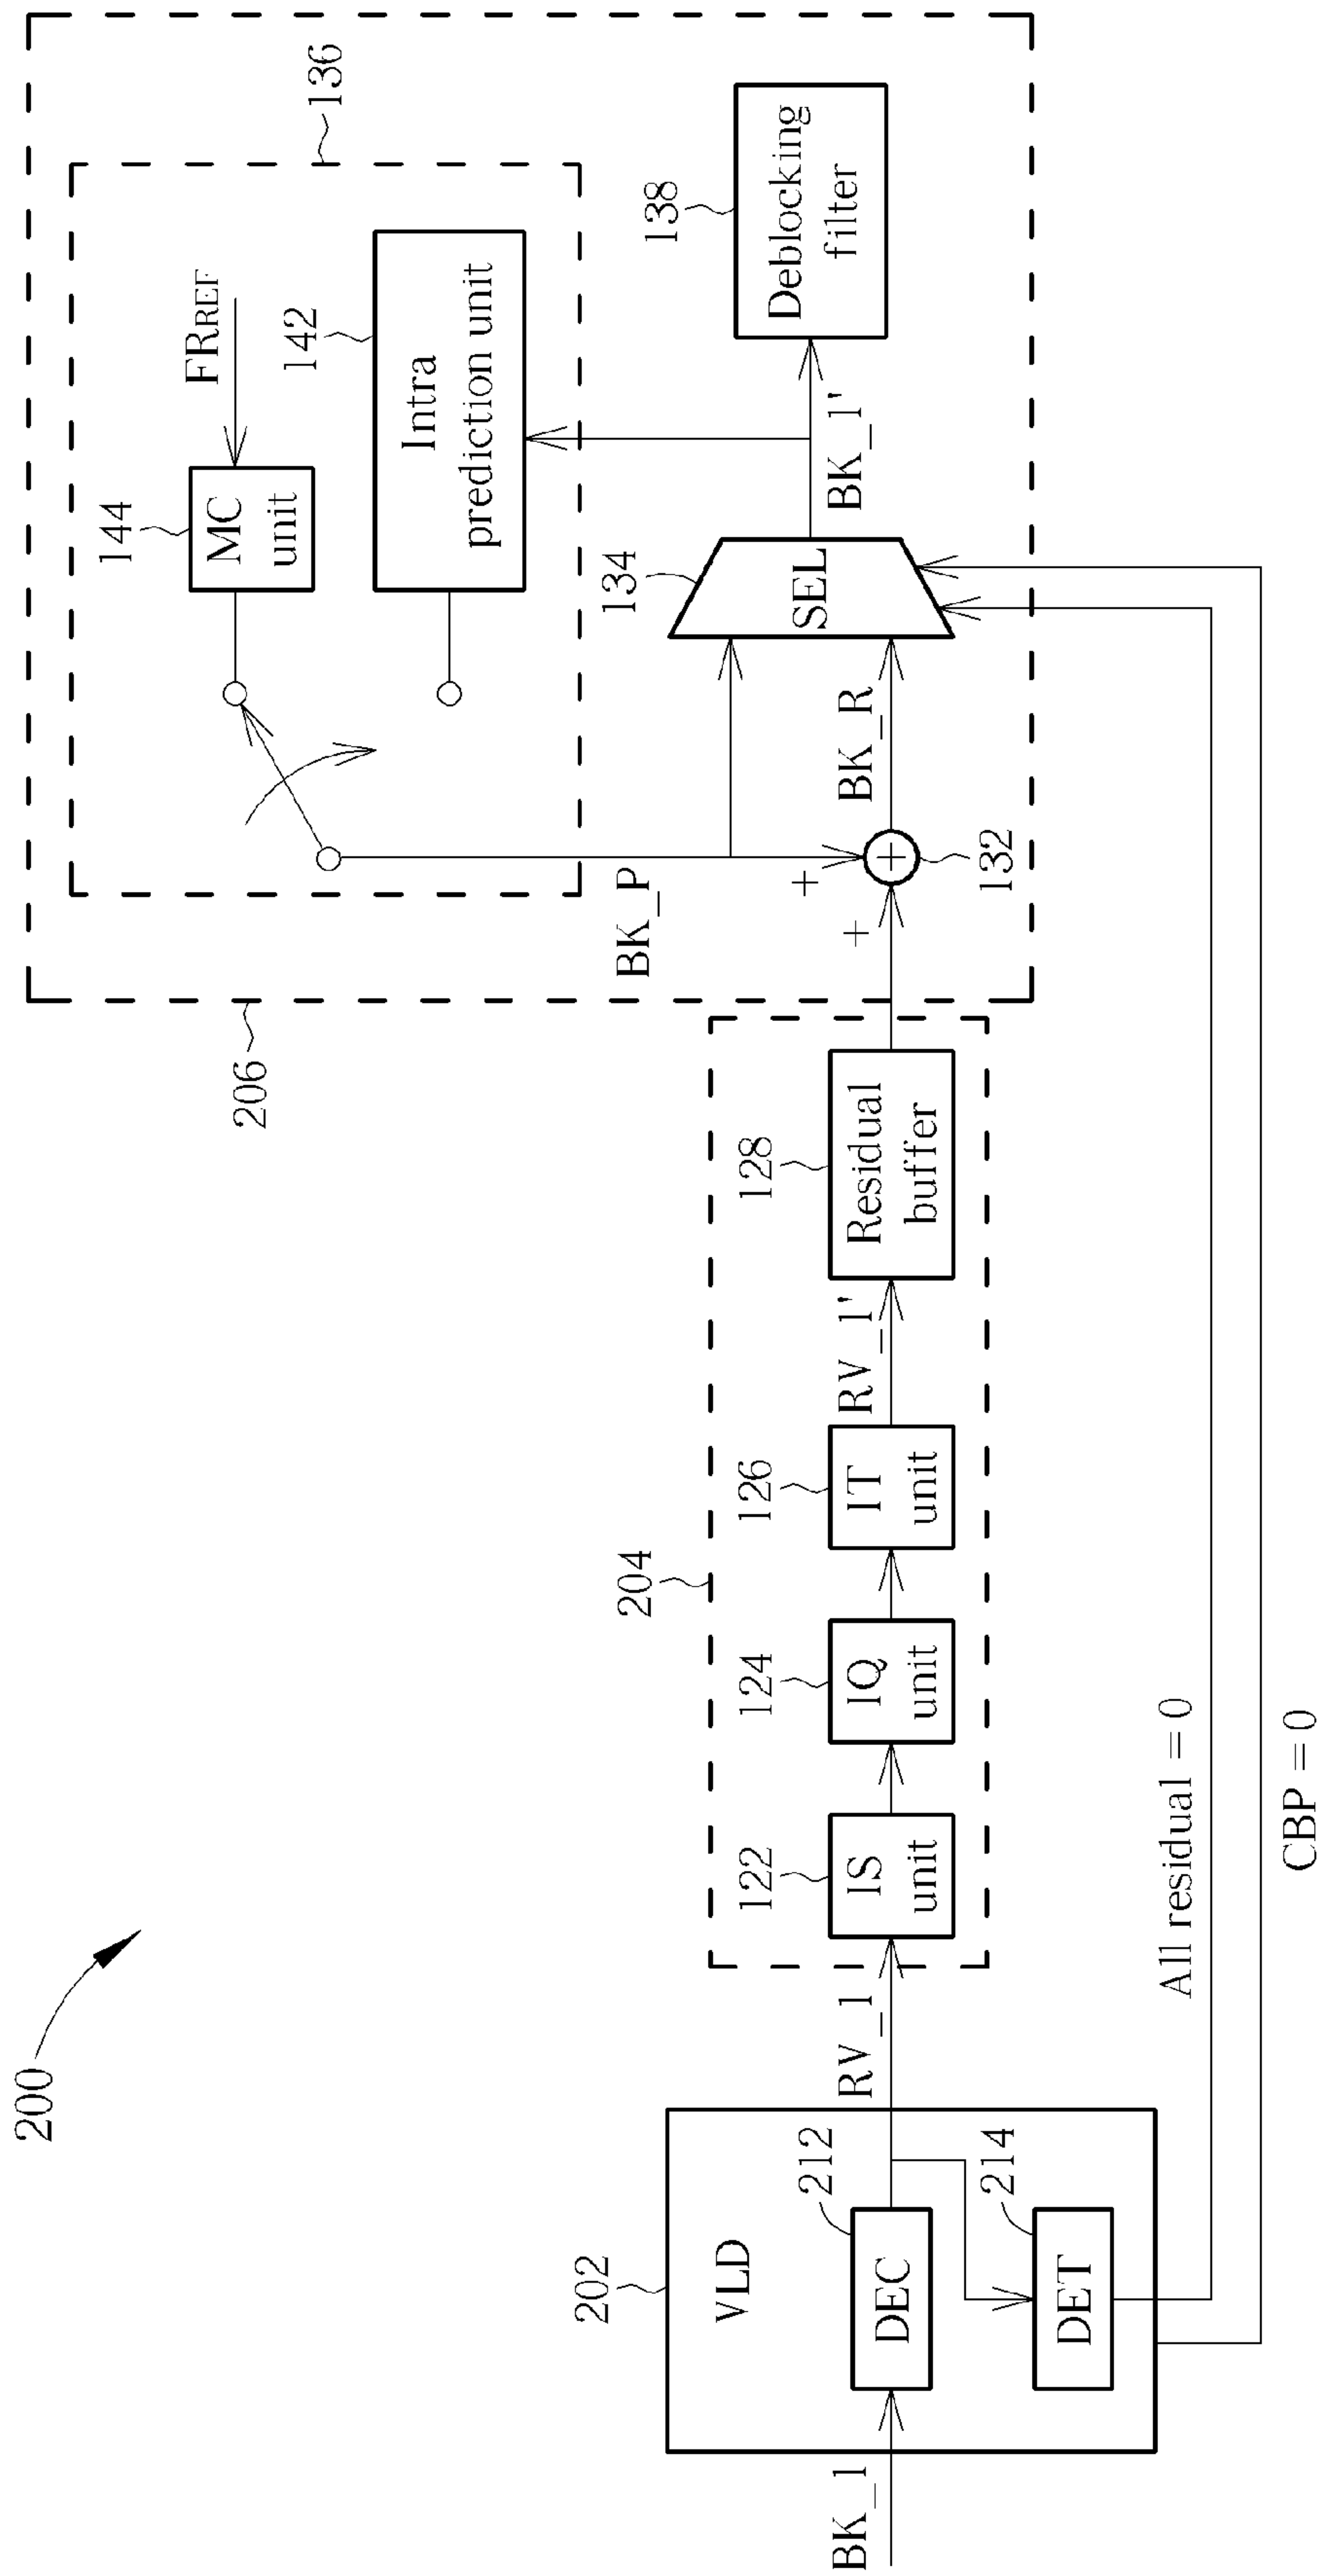 200
BK_1
202
VLD
DEC
212
DET
214
RV_1
204
122
IS
unit
124
IQ
unit
126
IT
unit
RV_1'
128
Residual
buffer
All residual = 0
CBP = 0
206
136
144
MC
unit
FRREF
142
Intra
prediction unit
BK_P
+
+
+
132
BK_R
134
SEL
BK_1'
138
Deblocking
filter